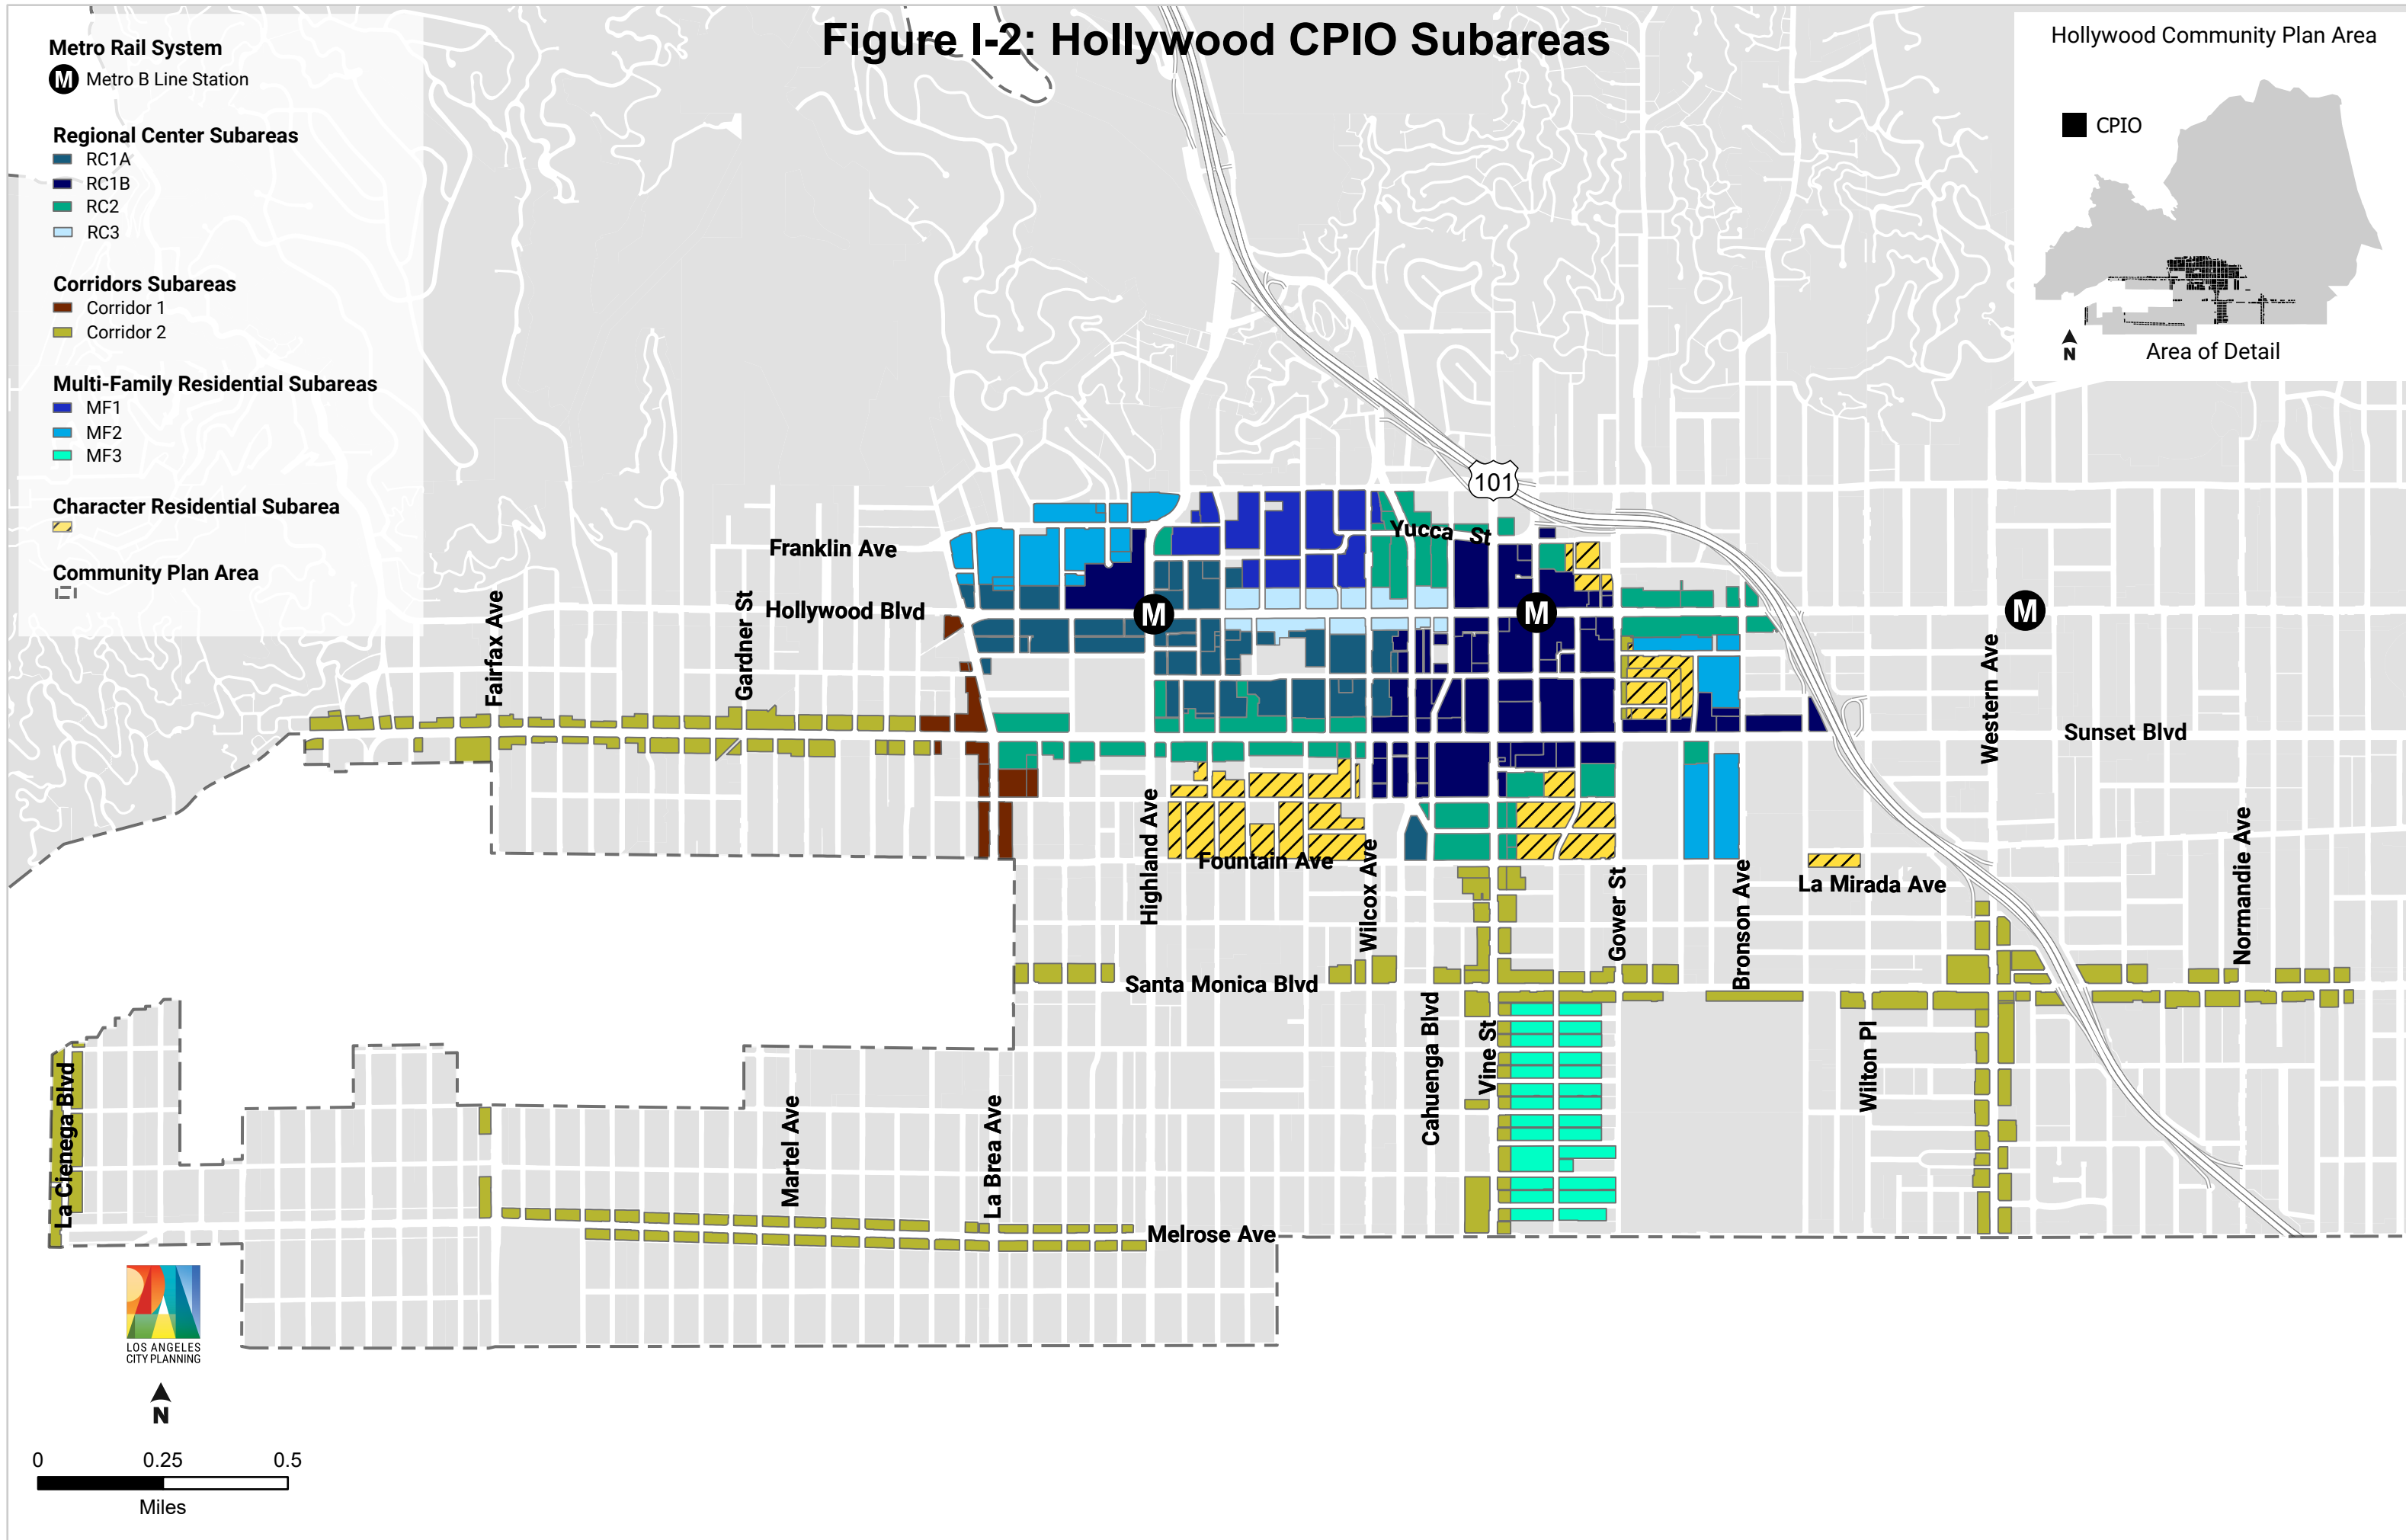 Figure I-2: Hollywood CPIO Subareas
Metro Rail System
M Metro B Line Station
Regional Center Subareas
RC1A
RC1B
RC2
RC3
Corridors Subareas
Corridor 1
Corridor 2
Multi-Family Residential Subareas
MF1
MF2
MF3
Character Residential Subarea
Community Plan Area
Hollywood Community Plan Area
CPIO
N
Area of Detail
101
Yucca St
Franklin Ave
Hollywood Blvd
M
M
M
Fairfax Ave
Gardner St
Western Ave
Sunset Blvd
Highland Ave
Fountain Ave
Wilcox Ave
Gower St
Bronson Ave
La Mirada Ave
Normandie Ave
Santa Monica Blvd
Cahuenga Blvd
Vine St
Wilton Pl
La Cienega Blvd
Martel Ave
La Brea Ave
Melrose Ave
LOS ANGELES
CITY PLANNING
N
0 0.25 0.5
Miles